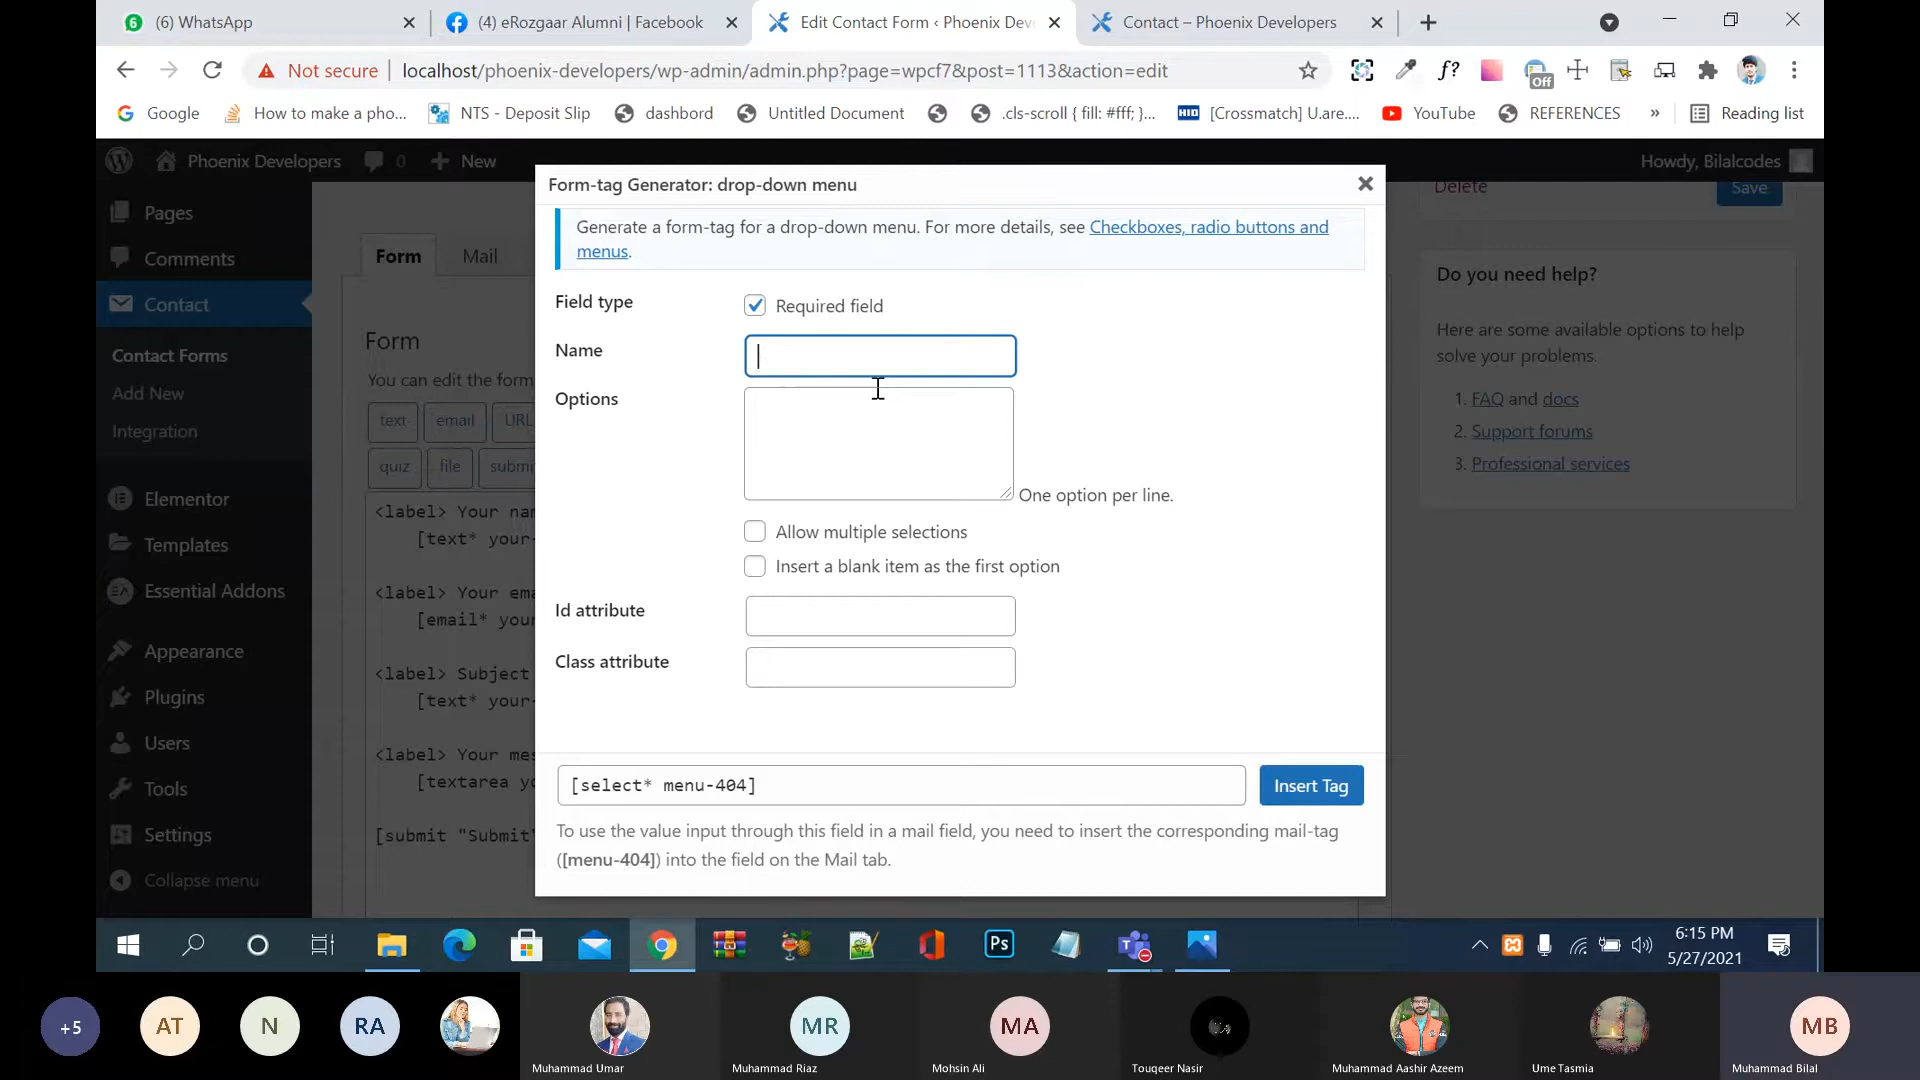 (6) WhatsApp
(4) eRozgaar Alumni | Facebook
Edit Contact Form ‹ Phoenix Dev
Contact – Phoenix Developers
Not secure
localhost/phoenix-developers/wp-admin/admin.php?page=wpcf7&post=1113&action=edit
f?
Off
Google
How to make a pho...
NTS - Deposit Slip
dashbord
Untitled Document
.cls-scroll { fill: #fff; }...
HID
[Crossmatch] U.are....
YouTube
REFERENCES
»
Reading list
Phoenix Developers
0
New
Howdy, Bilalcodes
Pages
Comments
Contact
Contact Forms
Add New
Integration
Elementor
Templates
Essential Addons
Appearance
Plugins
Users
Tools
Settings
Collapse menu
Form
Mail
Form
You can edit the form
text
email
URL
quiz
file
<label> Your nam
[text* your-
<label> Your ema
[email* your
<label> Subject
[text* your-
<label> Your mes
[textarea yo
[submit "Submit"
Form-tag Generator: drop-down menu
Generate a form-tag for a drop-down menu. For more details, see Checkboxes, radio buttons and
menus.
Field type
Required field
Name
Options
One option per line.
Allow multiple selections
Insert a blank item as the first option
Id attribute
Class attribute
[select* menu-404]
Insert Tag
To use the value input through this field in a mail field, you need to insert the corresponding mail-tag
([menu-404]) into the field on the Mail tab.
Delete
Save
Do you need help?
Here are some available options to help
solve your problems.
1. FAQ and docs
2. Support forums
3. Professional services
Ps
6:15 PM
5/27/2021
+5
AT
N
RA
Muhammad Umar
MR
Muhammad Riaz
MA
Mohsin Ali
Touqeer Nasir
Muhammad Aashir Azeem
Ume Tasmia
MB
Muhammad Bilal